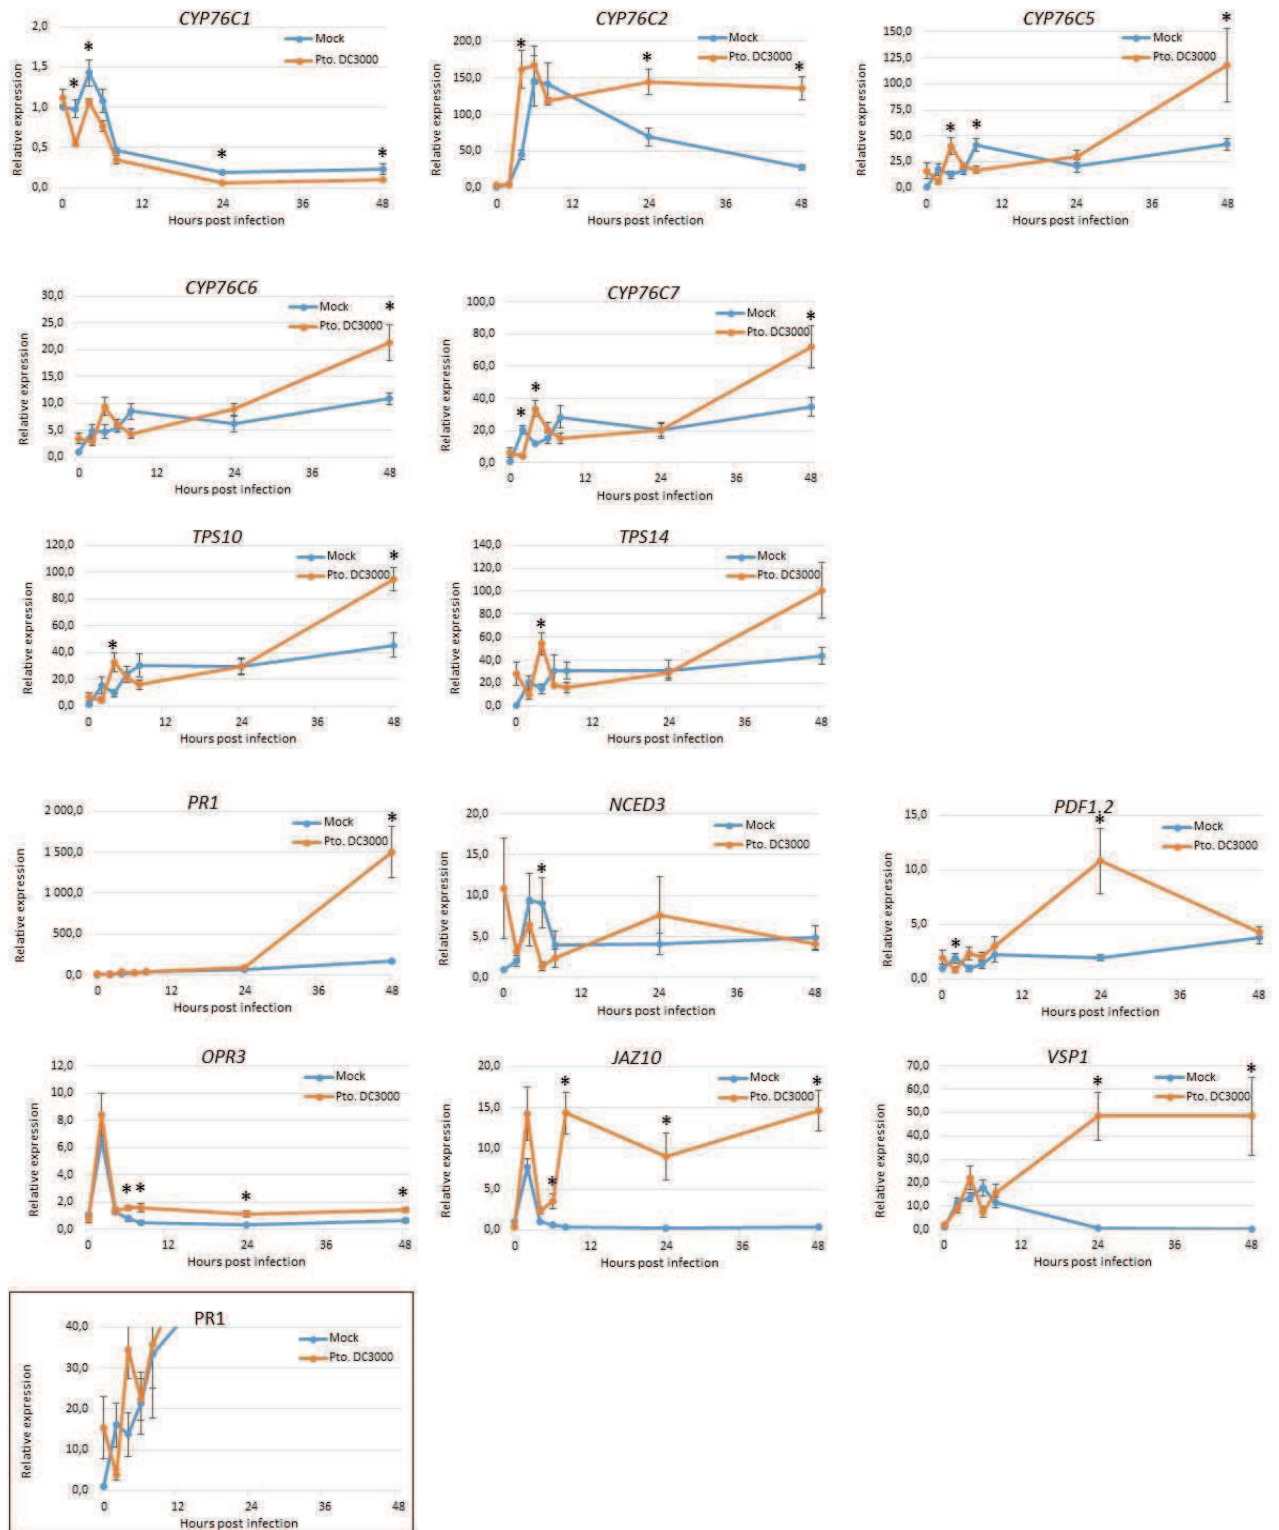 CYP76C1
2,0
1,5
1,0
0,5
0,0
Relative expression
0 12 24 36 48
Hours post infection
Mock
Pto. DC3000
* * * *
CYP76C2
200,0
150,0
100,0
50,0
0,0
Relative expression
0 12 24 36 48
Hours post infection
Mock
Pto. DC3000
* * *
CYP76C5
150,0
125,0
100,0
75,0
50,0
25,0
0,0
Relative expression
0 12 24 36 48
Hours post infection
Mock
Pto. DC3000
* * *
CYP76C6
30,0
25,0
20,0
15,0
10,0
5,0
0,0
Relative expression
0 12 24 36 48
Hours post infection
Mock
Pto. DC3000
*
CYP76C7
100,0
80,0
60,0
40,0
20,0
0,0
Relative expression
0 12 24 36 48
Hours post infection
Mock
Pto. DC3000
* * *
TPS10
120,0
100,0
80,0
60,0
40,0
20,0
0,0
Relative expression
0 12 24 36 48
Hours post infection
Mock
Pto. DC3000
* *
TPS14
140,0
120,0
100,0
80,0
60,0
40,0
20,0
0,0
Relative expression
0 12 24 36 48
Hours post infection
Mock
Pto. DC3000
*
PR1
2 000,0
1 500,0
1 000,0
500,0
0,0
Relative expression
0 12 24 36 48
Hours post infection
Mock
Pto. DC3000
*
NCED3
20,0
15,0
10,0
5,0
0,0
Relative expression
0 12 24 36 48
Hours post infection
Mock
Pto. DC3000
*
PDF1.2
15,0
10,0
5,0
0,0
Relative expression
0 12 24 36 48
Hours post infection
Mock
Pto. DC3000
* *
OPR3
12,0
10,0
8,0
6,0
4,0
2,0
0,0
Relative expression
0 12 24 36 48
Hours post infection
Mock
Pto. DC3000
* * * *
JAZ10
20,0
15,0
10,0
5,0
0,0
Relative expression
0 12 24 36 48
Hours post infection
Mock
Pto. DC3000
* * * *
VSP1
70,0
60,0
50,0
40,0
30,0
20,0
10,0
0,0
Relative expression
0 12 24 36 48
Hours post infection
Mock
Pto. DC3000
* *
PR1
40,0
30,0
20,0
10,0
0,0
Relative expression
0 12 24 36 48
Hours post infection
Mock
Pto. DC3000